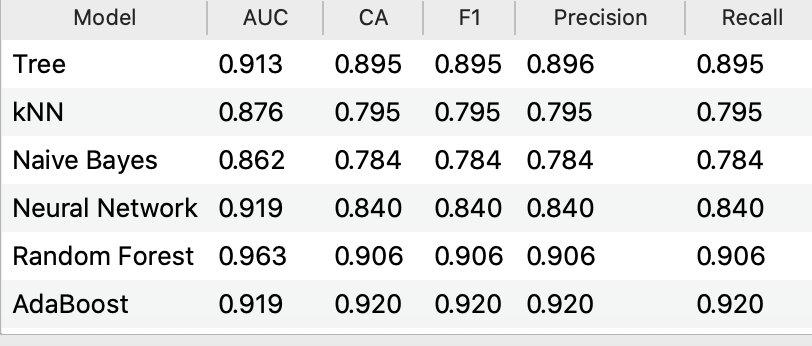 Model AUC CA F1 Precision Recall
Tree 0.913 0.895 0.895 0.896 0.895
kNN 0.876 0.795 0.795 0.795 0.795
Naive Bayes 0.862 0.784 0.784 0.784 0.784
Neural Network 0.919 0.840 0.840 0.840 0.840
Random Forest 0.963 0.906 0.906 0.906 0.906
AdaBoost 0.919 0.920 0.920 0.920 0.920